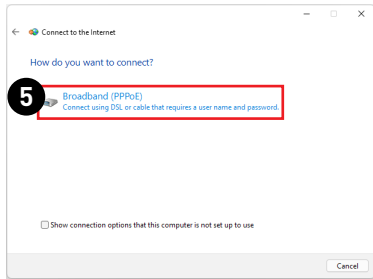 Connect to the Internet
How do you want to connect?
5
Broadband (PPPoE)
Connect using DSL or cable that requires a user name and password.
Show connection options that this computer is not set up to use
Cancel